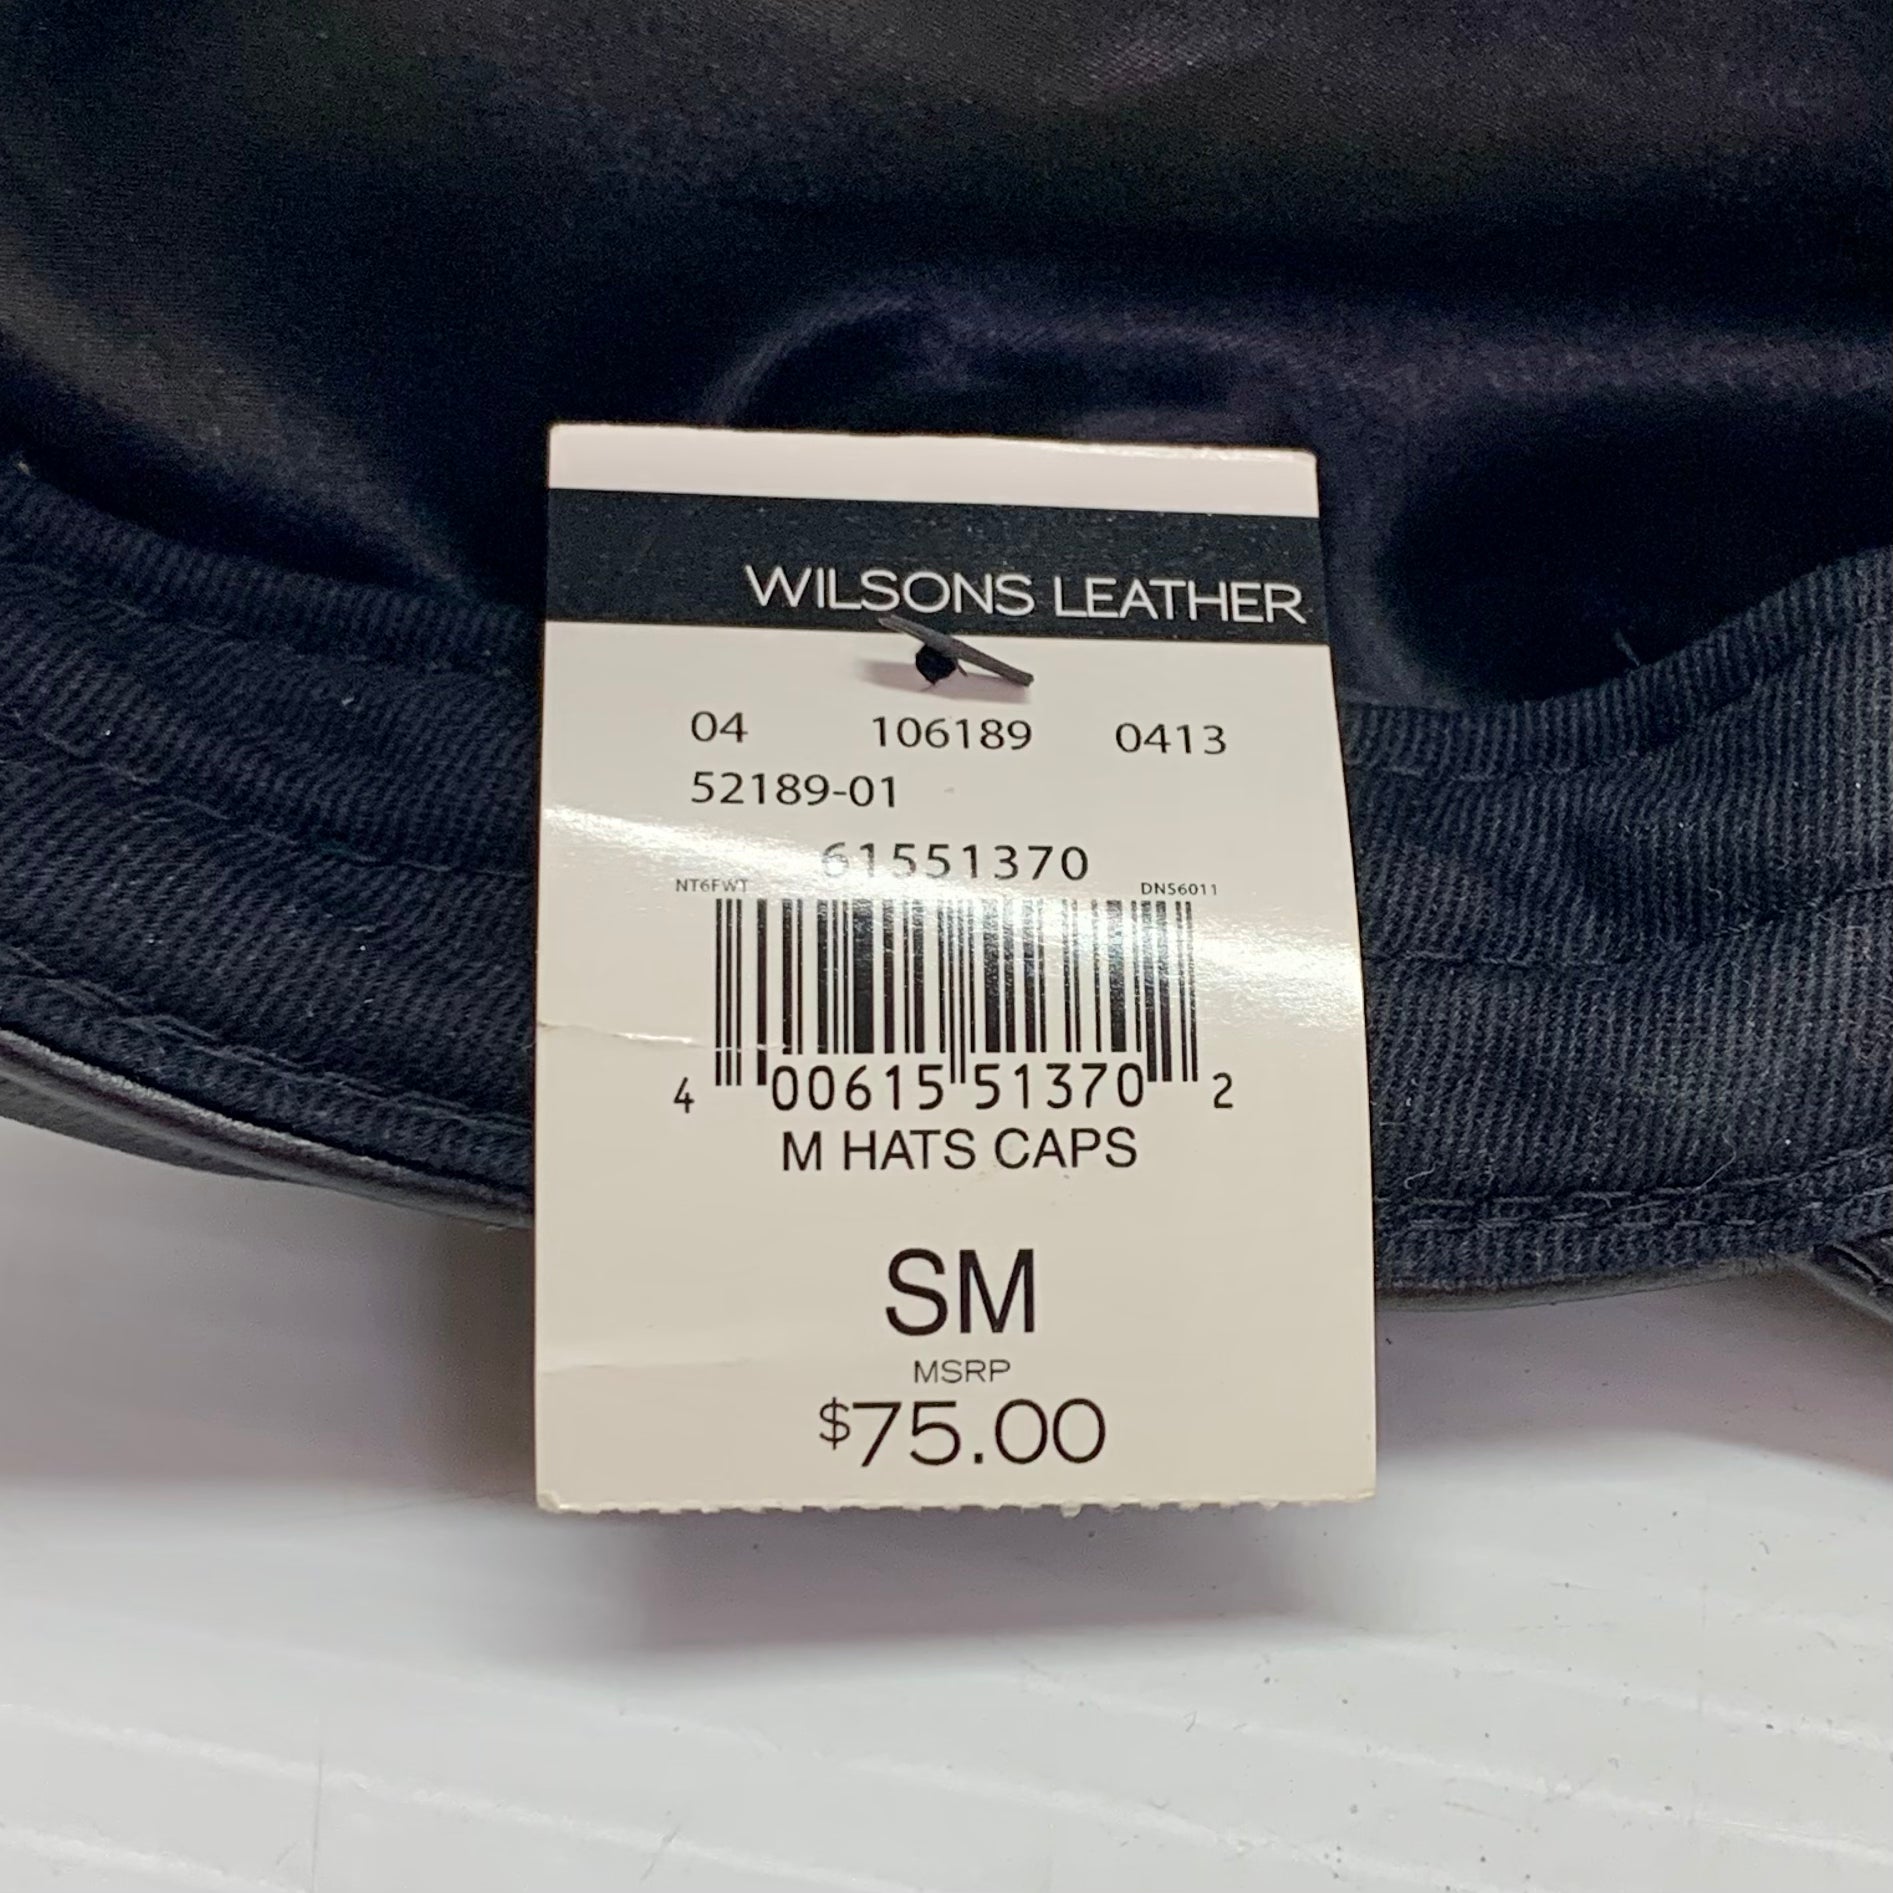 WILSONS LEATHER
04 106189 0413
52189-01
61551370
NT6FWT DNS6011
4 00615 51370 2
M HATS CAPS
SM
MSRP
$75.00